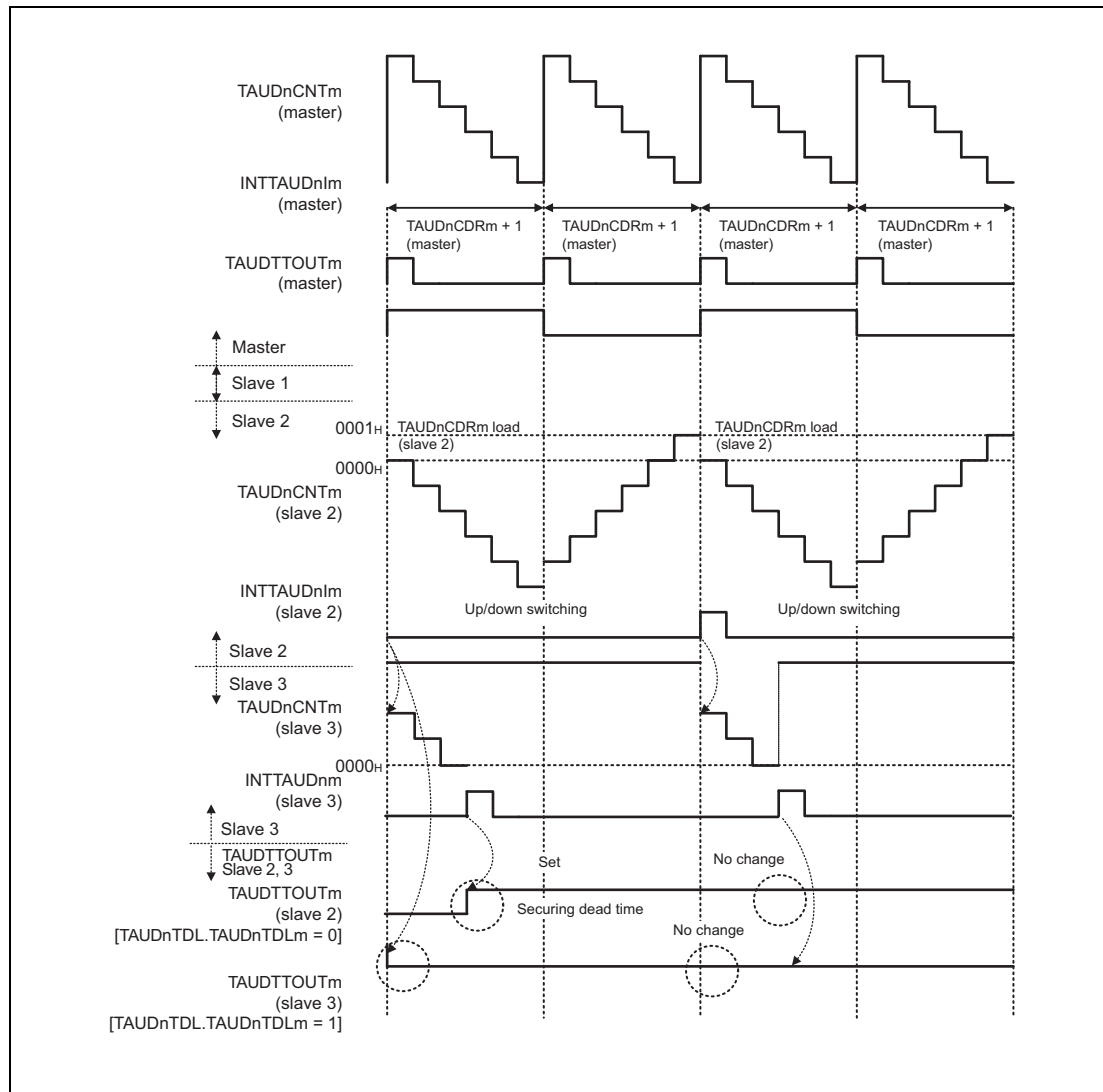 TAUDnCNTm
(master)
INTTAUDnIm
(master)
TAUDnCDRm + 1
(master)
TAUDnCDRm + 1
(master)
TAUDnCDRm + 1
(master)
TAUDnCDRm + 1
(master)
TAUDTTOUTm
(master)
Master
Slave 1
Slave 2
0001H
TAUDnCDRm load
(slave 2)
TAUDnCDRm load
(slave 2)
0000H
TAUDnCNTm
(slave 2)
INTTAUDnIm
(slave 2)
Up/down switching
Up/down switching
Slave 2
Slave 3
TAUDnCNTm
(slave 3)
0000H
INTTAUDnm
(slave 3)
Slave 3
TAUDTTOUTm
Slave 2, 3
Set
No change
TAUDTTOUTm
(slave 2)
[TAUDnTDL.TAUDnTDLm = 0]
Securing dead time
No change
TAUDTTOUTm
(slave 3)
[TAUDnTDL.TAUDnTDLm = 1]